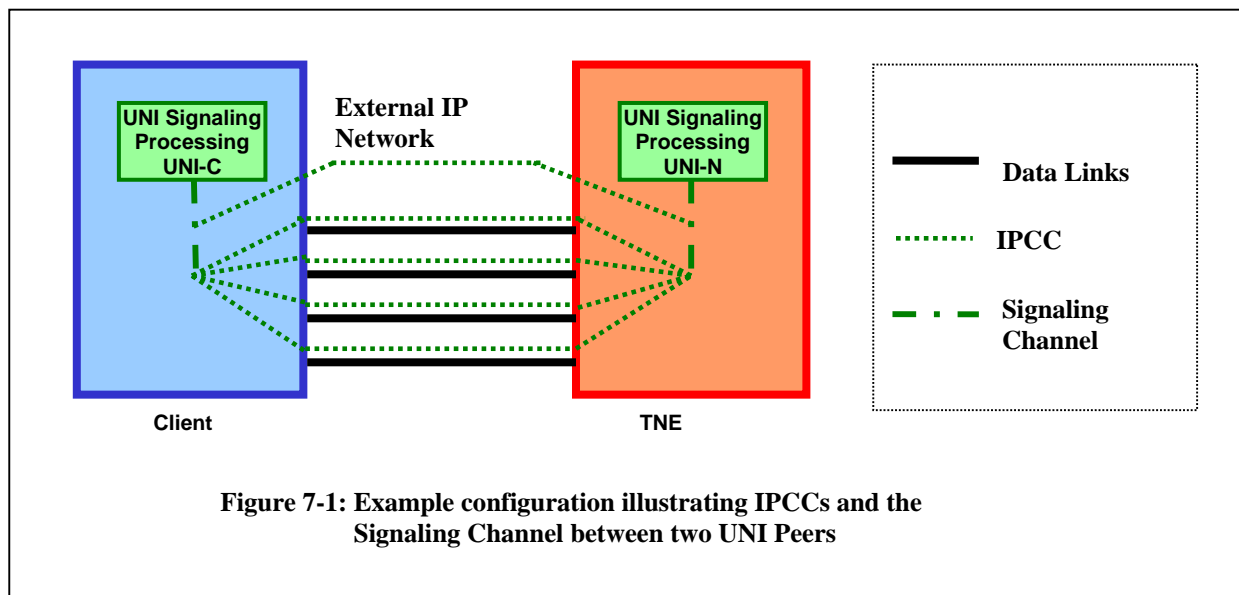 UNI Signaling
Processing
UNI-C
External IP
Network
UNI Signaling
Processing
UNI-N
Data Links
IPCC
Signaling
Channel
Client
TNE
Figure 7-1: Example configuration illustrating IPCCs and the
Signaling Channel between two UNI Peers